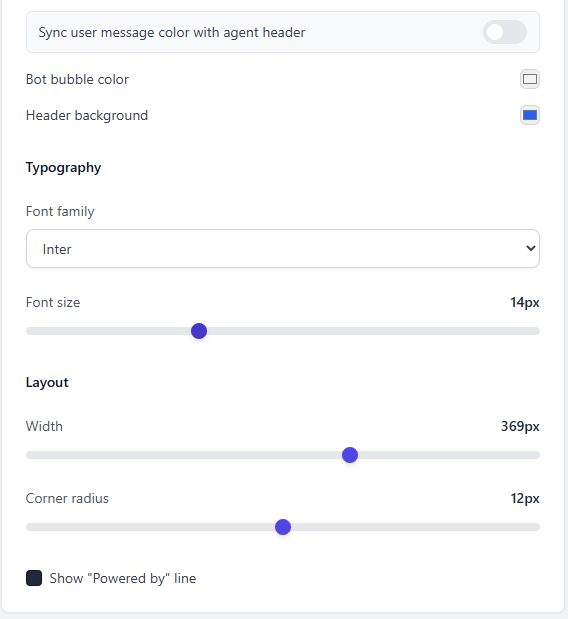 Sync user message color with agent header
Bot bubble color
Header background
Typography
Font family
Inter
Font size 14px
Layout
Width 369px
Corner radius 12px
Show "Powered by" line